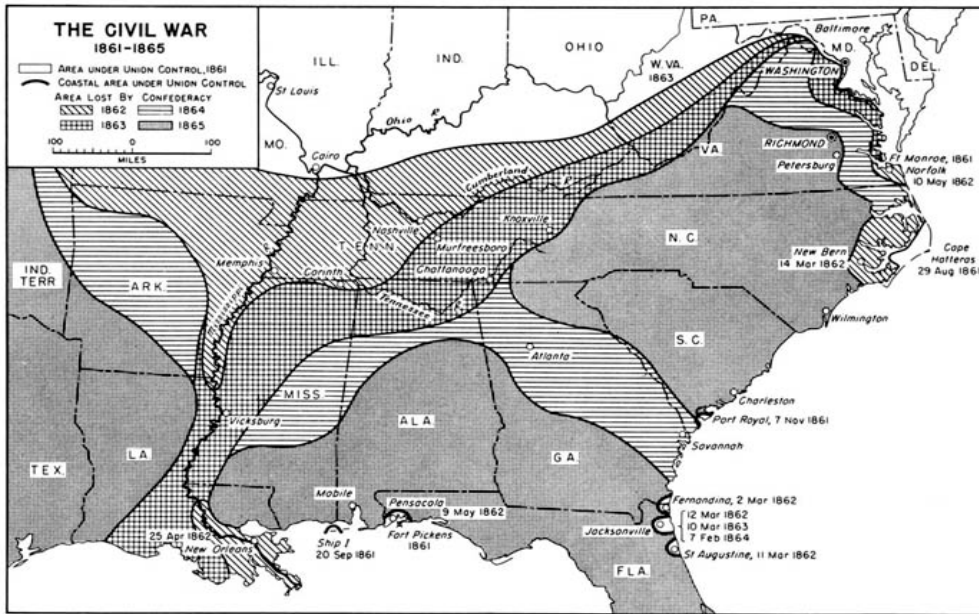 THE CIVIL WAR
1861-1865
AREA UNDER UNION CONTROL, 1861
COASTAL AREA UNDER UNION CONTROL
AREA LOST BY CONFEDERACY
1862 1864
1863 1865
100 0 100
MILES
PA.
Baltimore
MD.
DEL.
ILL.
IND.
OHIO
W. VA.
1863
WASHINGTON
St Louis
Ohio R
MO.
Cairo
VA.
RICHMOND
Petersburg
Ft Monroe, 1861
Norfolk
10 May 1862
Cumberland R
Nashville
TENN.
Knoxville
Murfreesboro
N.C.
New Bern
14 Mar 1862
Cape
Hatteras
29 Aug 1861
IND.
TERR.
ARK.
Memphis
Corinth
Chattanooga
Tennessee R
Mississippi R
Wilmington
S.C.
Atlanta
MISS.
Charleston
Port Royal, 7 Nov 1861
Vicksburg
ALA.
GA.
Savannah
TEX.
LA.
Mobile
Pensacola
9 May 1862
Fernandina, 2 Mar 1862
12 Mar 1862
Jacksonville 10 Mar 1863
7 Feb 1864
25 Apr 1862
New Orleans
Ship I
20 Sep 1861
Fort Pickens
1861
St Augustine, 11 Mar 1862
FLA.